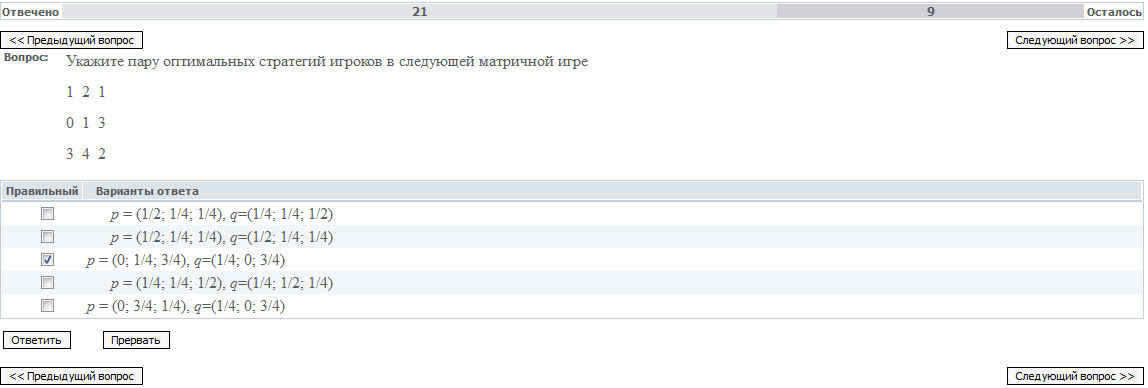 Отвечено 21 9 Осталось
<< Предыдущий вопрос Следующий вопрос >>
Вопрос: Укажите пару оптимальных стратегий игроков в следующей матричной игре
1 2 1
0 1 3
3 4 2
Правильный Варианты ответа
p = (1/2; 1/4; 1/4), q=(1/4; 1/4; 1/2)
p = (1/2; 1/4; 1/4), q=(1/2; 1/4; 1/4)
p = (0; 1/4; 3/4), q=(1/4; 0; 3/4)
p = (1/4; 1/4; 1/2), q=(1/4; 1/2; 1/4)
p = (0; 3/4; 1/4), q=(1/4; 0; 3/4)
Ответить Прервать
<< Предыдущий вопрос Следующий вопрос >>